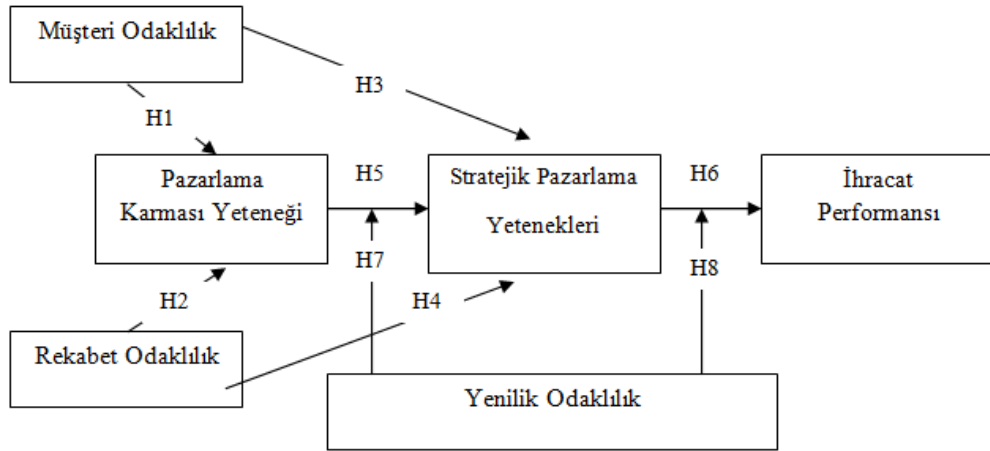 Müşteri Odaklılık
H3
H1
Pazarlama
Karması Yeteneği
H5
Stratejik Pazarlama
Yetenekleri
H6
İhracat
Performansı
H7
H8
H2
H4
Rekabet Odaklılık
Yenilik Odaklılık